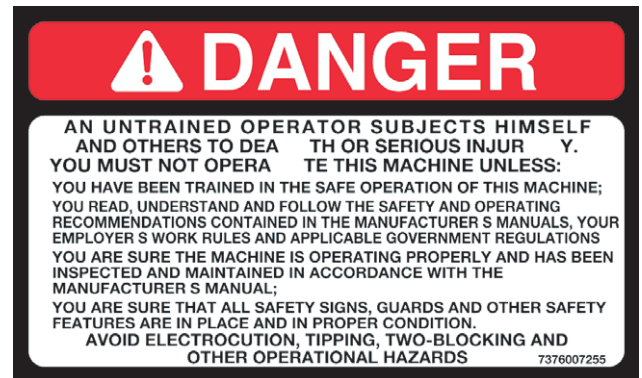 DANGER
AN UNTRAINED OPERATOR SUBJECTS HIMSELF
AND OTHERS TO DEA TH OR SERIOUS INJUR Y.
YOU MUST NOT OPERA TE THIS MACHINE UNLESS:
YOU HAVE BEEN TRAINED IN THE SAFE OPERATION OF THIS MACHINE;
YOU READ, UNDERSTAND AND FOLLOW THE SAFETY AND OPERATING
RECOMMENDATIONS CONTAINED IN THE MANUFACTURER S MANUALS, YOUR
EMPLOYER S WORK RULES AND APPLICABLE GOVERNMENT REGULATIONS
YOU ARE SURE THE MACHINE IS OPERATING PROPERLY AND HAS BEEN
INSPECTED AND MAINTAINED IN ACCORDANCE WITH THE
MANUFACTURER S MANUAL;
YOU ARE SURE THAT ALL SAFETY SIGNS, GUARDS AND OTHER SAFETY
FEATURES ARE IN PLACE AND IN PROPER CONDITION.
AVOID ELECTROCUTION, TIPPING, TWO-BLOCKING AND
OTHER OPERATIONAL HAZARDS 7376007255